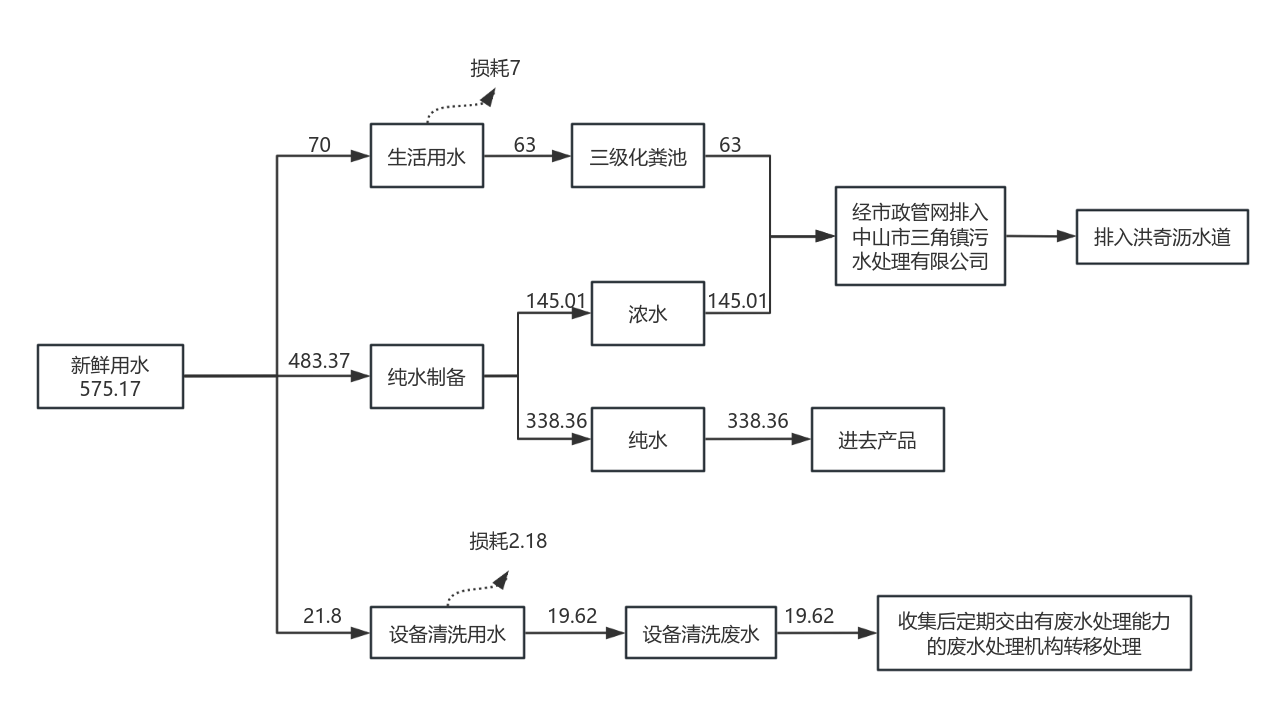 损耗7
70
生活用水
63
三级化粪池
63
经市政管网排入
中山市三角镇污
水处理有限公司
排入洪奇沥水道
145.01
浓水
145.01
新鲜用水
575.17
483.37
纯水制备
338.36
纯水
338.36
进去产品
损耗2.18
21.8
设备清洗用水
19.62
设备清洗废水
19.62
收集后定期交由有废水处理能力
的废水处理机构转移处理